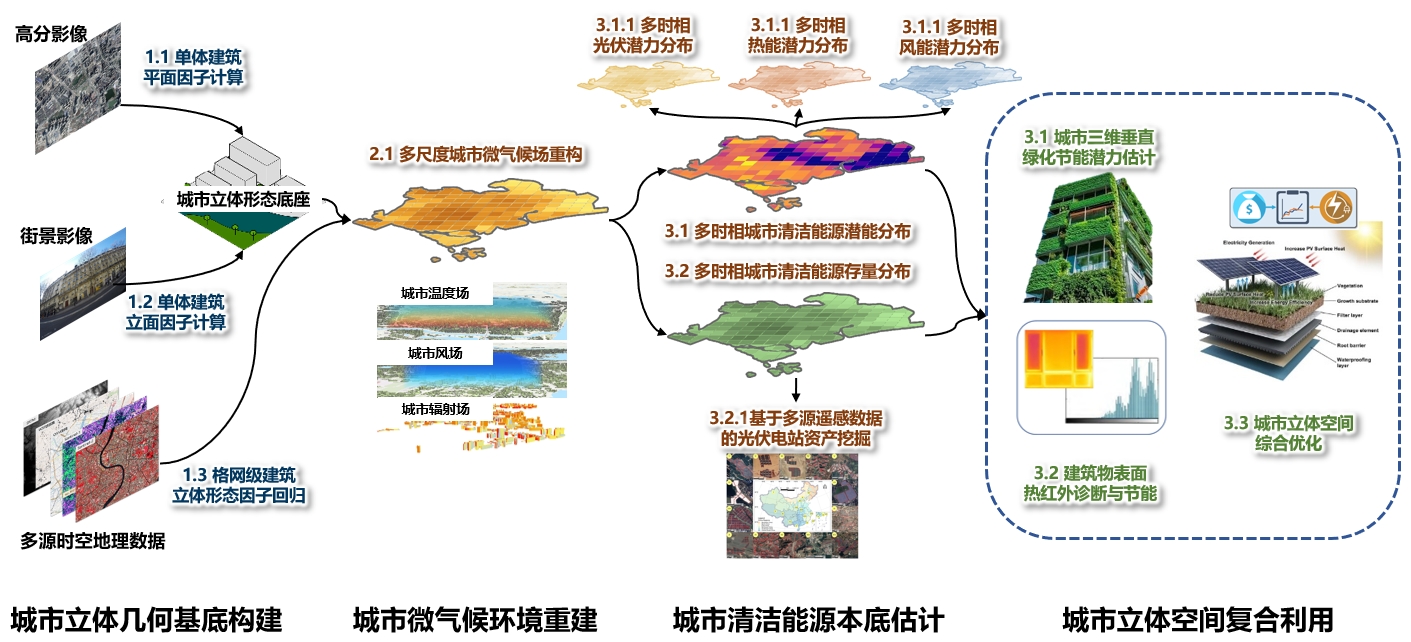 高分影像
1.1 单体建筑
平面因子计算
城市立体形态底座
街景影像
1.2 单体建筑
立面因子计算
1.3 格网级建筑
立体形态因子回归
多源时空地理数据
城市立体几何基底构建
2.1 多尺度城市微气候场重构
城市温度场
城市风场
城市辐射场
城市微气候环境重建
3.1.1 多时相
光伏潜力分布
3.1.1 多时相
热能潜力分布
3.1.1 多时相
风能潜力分布
3.1 多时相城市清洁能源潜能分布
3.2 多时相城市清洁能源存量分布
3.2.1基于多源遥感数据
的光伏电站资产挖掘
城市清洁能源本底估计
3.1 城市三维垂直
绿化节能潜力估计
3.2 建筑物表面
热红外诊断与节能
$
Electricity Generation
Increase PV Surface Heat
Reduce PV Surface Heat
Increase Energy Efficiency
Vegetation
Growth substrate
Filter layer
Drainage element
Root barrier
Waterproofing
layer
3.3 城市立体空间
综合优化
城市立体空间复合利用